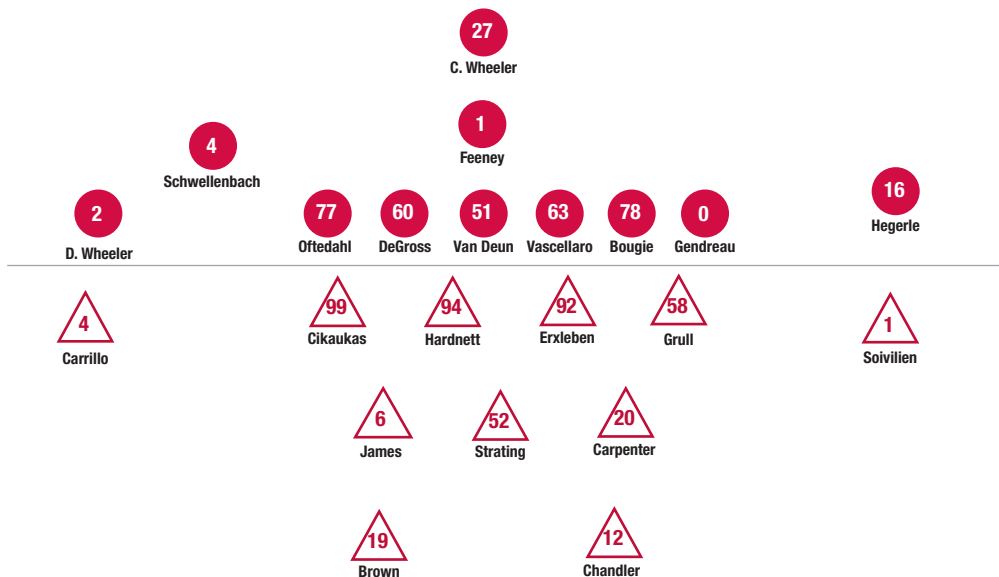 27
C. Wheeler
1
Feeney
4
Schwellenbach
16
Hegerle
2
D. Wheeler
77
Oftedahl
60
DeGross
51
Van Deun
63
Vascellaro
78
Bougie
0
Gendreau
4
Carrillo
99
Cikaukas
94
Hardnett
92
Erxleben
58
Grull
1
Soivilien
6
James
52
Strating
20
Carpenter
19
Brown
12
Chandler